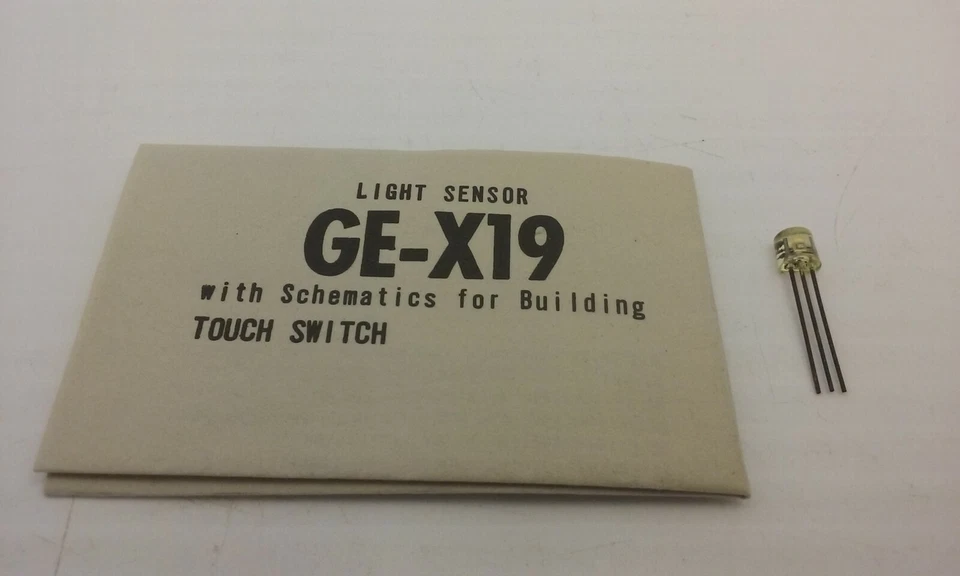 LIGHT SENSOR
GE-X19
with Schematics for Building
TOUCH SWITCH